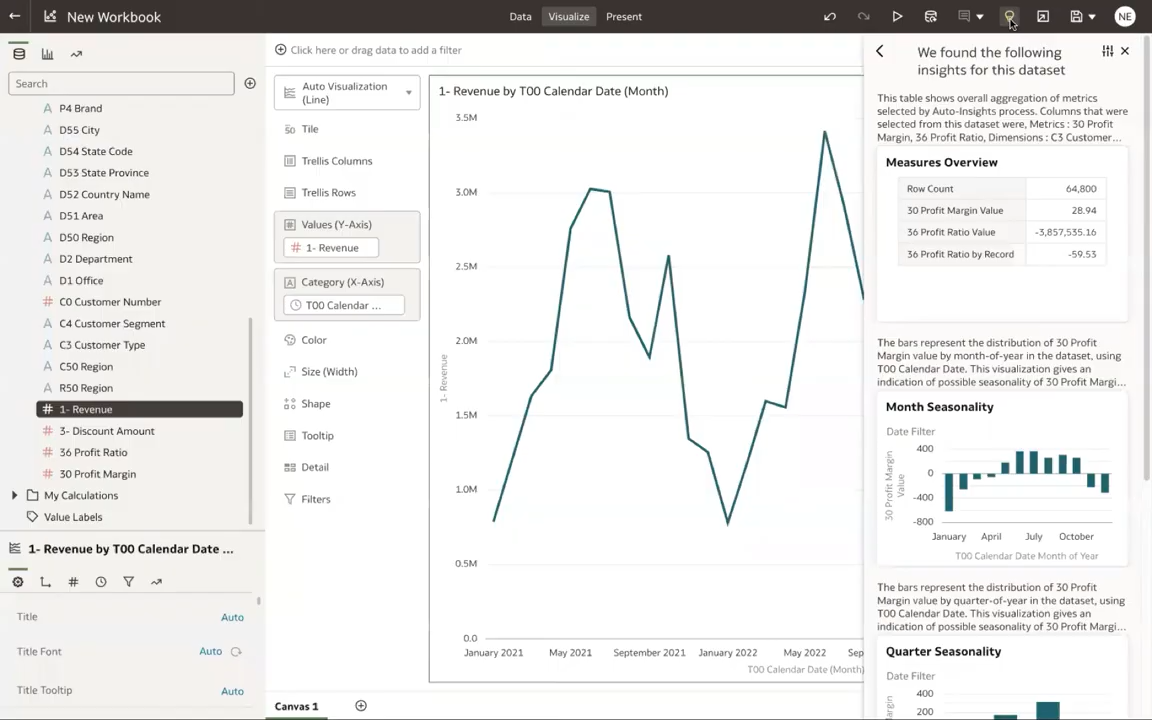 New Workbook
Data
Visualize
Present
NE
Search
P4 Brand
D55 City
D54 State Code
D53 State Province
D52 Country Name
D51 Area
D50 Region
D2 Department
D1 Office
C0 Customer Number
C4 Customer Segment
C3 Customer Type
C50 Region
R50 Region
1- Revenue
3- Discount Amount
36 Profit Ratio
30 Profit Margin
My Calculations
Value Labels
1- Revenue by T00 Calendar Date ...
Title
Auto
Title Font
Auto
Title Tooltip
Auto
Click here or drag data to add a filter
Auto Visualization
(Line)
Tile
Trellis Columns
Trellis Rows
Values (Y-Axis)
1- Revenue
Category (X-Axis)
T00 Calendar ...
Color
Size (Width)
Shape
Tooltip
Detail
Filters
1- Revenue by T00 Calendar Date (Month)
3.5M
3.0M
2.5M
2.0M
1.5M
1.0M
0.5M
0.0
1- Revenue
January 2021
May 2021
September 2021
January 2022
May 2022
Sep
T00 Calendar Date (Month)
Canvas 1
We found the following
insights for this dataset
This table shows overall aggregation of metrics
selected by Auto-Insights process. Columns that were
selected from this dataset were, Metrics : 30 Profit
Margin, 36 Profit Ratio, Dimensions : C3 Customer...
Measures Overview
Row Count 64,800
30 Profit Margin Value 28.94
36 Profit Ratio Value -3,857,535.16
36 Profit Ratio by Record -59.53
The bars represent the distribution of 30 Profit
Margin value by month-of-year in the dataset, using
T00 Calendar Date. This visualization gives an
indication of possible seasonality of 30 Profit Margi...
Month Seasonality
Date Filter
400
0
-400
-800
30 Profit Margin
Value
January
April
July
October
T00 Calendar Date Month of Year
The bars represent the distribution of 30 Profit
Margin value by quarter-of-year in the dataset, using
T00 Calendar Date. This visualization gives an
indication of possible seasonality of 30 Profit Margi...
Quarter Seasonality
Date Filter
400
200